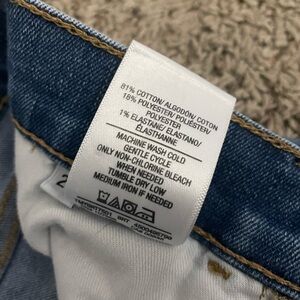 81% COTTON/ALGODÓN/COTON
18% POLYESTER/POLIÉSTER/
POLYESTER
1% ELASTANE/ELASTANO/
ÉLASTHANNE
MACHINE WASH COLD
GENTLE CYCLE
ONLY NON-CHLORINE BLEACH
WHEN NEEDED
TUMBLE DRY LOW
MEDIUM IRON IF NEEDED